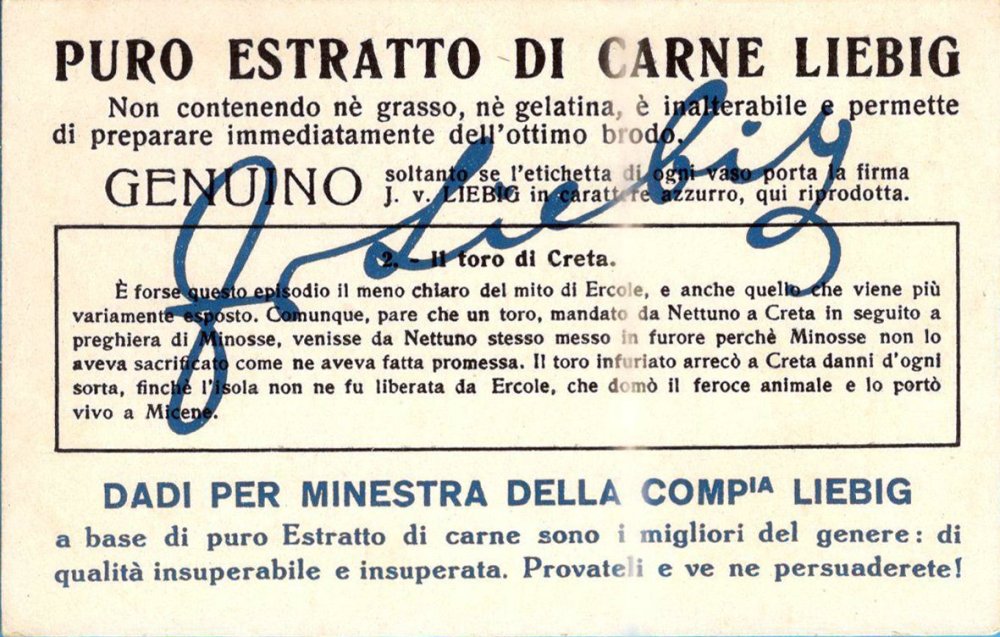 PURO ESTRATTO DI CARNE LIEBIG
Non contenendo nè grasso, nè gelatina, è inalterabile e permette
di preparare immediatamente dell'ottimo brodo.
GENUINO
soltanto se l'etichetta di ogni vaso porta la firma
J. v. LIEBIG in carattere azzurro, qui riprodotta.
J v Liebig
2. - Il toro di Creta.
È forse questo episodio il meno chiaro del mito di Ercole, e anche quello che viene più
variamente esposto. Comunque, pare che un toro, mandato da Nettuno a Creta in seguito a
preghiera di Minosse, venisse da Nettuno stesso messo in furore perchè Minosse non lo
aveva sacrificato come ne aveva fatta promessa. Il toro infuriato arrecò a Creta danni d'ogni
sorta, finchè l'isola non ne fu liberata da Ercole, che domò il feroce animale e lo portò
vivo a Micene.
DADI PER MINESTRA DELLA COMPIA LIEBIG
a base di puro Estratto di carne sono i migliori del genere: di
qualità insuperabile e insuperata. Provateli e ve ne persuaderete!